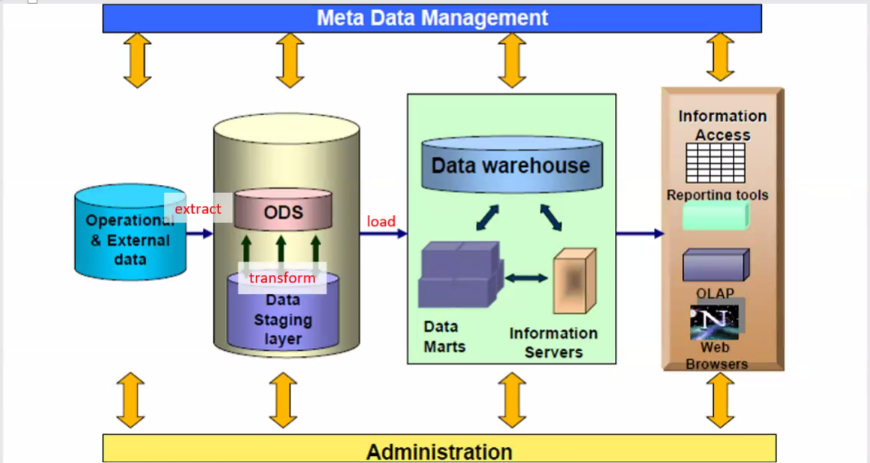 Meta Data Management
Operational
& External
data
extract
ODS
transform
Data
Staging
layer
load
Data warehouse
Data
Marts
Information
Servers
Information
Access
Reporting tools
OLAP
N
Web
Browsers
Administration